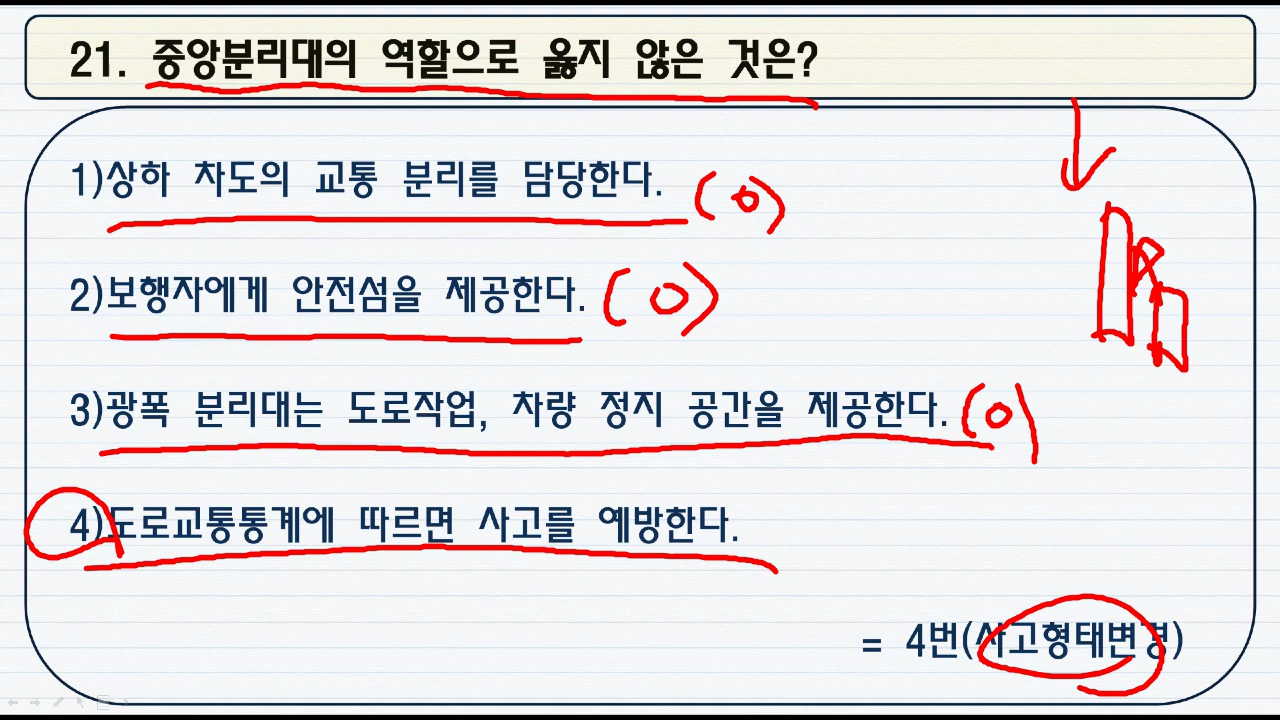 21. 중앙분리대의 역할으로 옳지 않은 것은?
1)상하 차도의 교통 분리를 담당한다. (O)
2)보행자에게 안전섬을 제공한다. (O)
3)광폭 분리대는 도로작업, 차량 정지 공간을 제공한다. (O)
4)도로교통통계에 따르면 사고를 예방한다.
= 4번(사고형태변경)